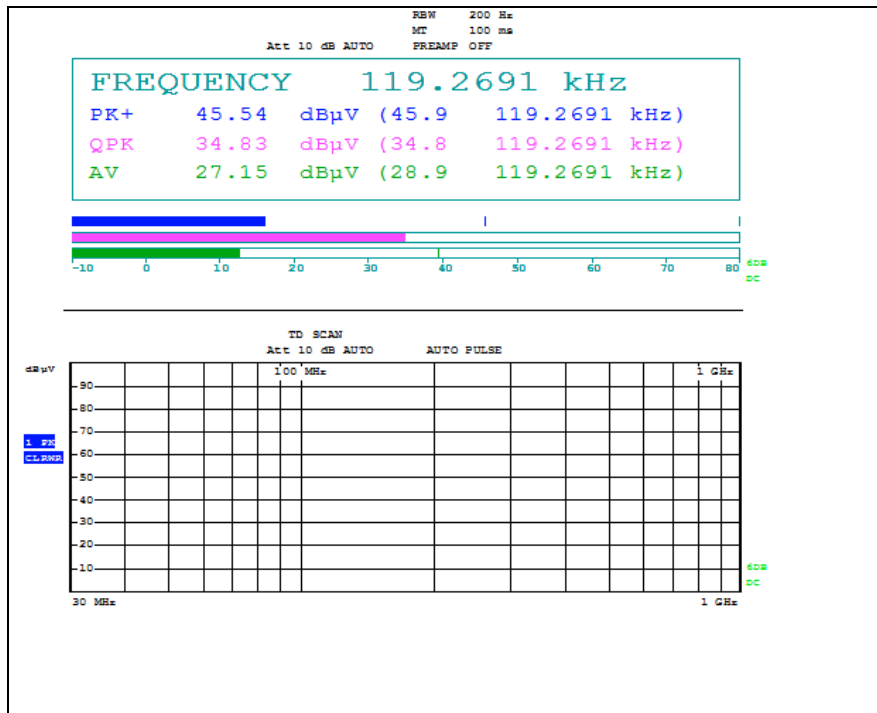 RBW 200 Hz
MT 100 ms
Att 10 dB AUTO PREAMP OFF
FREQUENCY 119.2691 kHz
PK+ 45.54 dBµV (45.9 119.2691 kHz)
QPK 34.83 dBµV (34.8 119.2691 kHz)
AV 27.15 dBµV (28.9 119.2691 kHz)
-10 0 10 20 30 40 50 60 70 80
6DB
DC
TD SCAN
Att 10 dB AUTO AUTO PULSE
dBµV
100 MHz 1 GHz
90
80
70
1 PK
60
CLRWR
50
40
30
20
10
6DB
DC
30 MHz 1 GHz